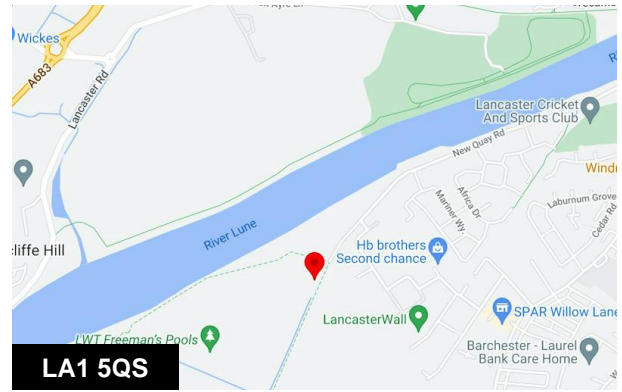 Wickes
A683
Lancaster Rd
River Lune
Lancaster Cricket
And Sports Club
New Quay Rd
Windr
Laburnum Grove
Cedar Rd
Africa Dr
Mariner Wy.
Hb brothers
Second chance
cliffe Hill
LancasterWall
SPAR Willow Lane
LWT Freeman's Pools
Barchester - Laurel
Bank Care Home
LA1 5QS